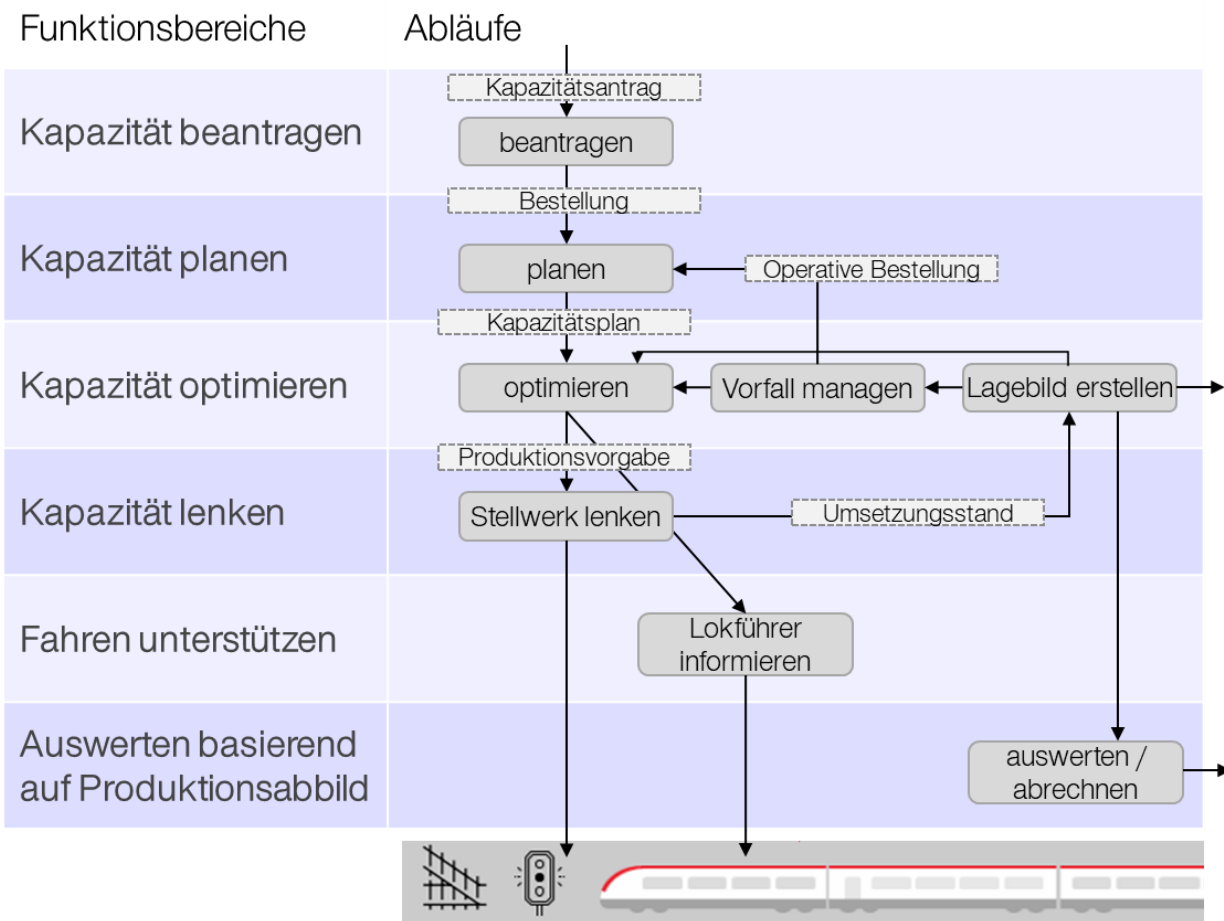 Funktionsbereiche
Abläufe
Kapazitätsantrag
Kapazität beantragen
beantragen
Bestellung
Kapazität planen
planen
Operative Bestellung
Kapazitätsplan
Kapazität optimieren
optimieren
Vorfall managen
Lagebild erstellen
Produktionsvorgabe
Kapazität lenken
Stellwerk lenken
Umsetzungsstand
Fahren unterstützen
Lokführer
informieren
Auswerten basierend
auf Produktionsabbild
auswerten /
abrechnen